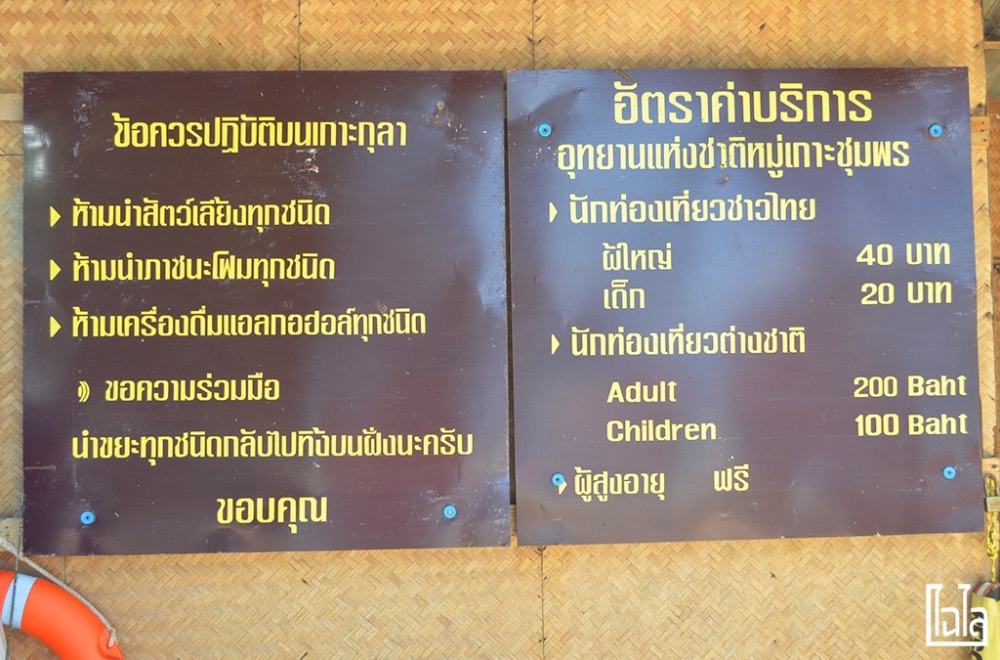 ข้อควรปฏิบัติบนเกาะกุลา
ห้ามนำสัตว์เลี้ยงทุกชนิด
ห้ามนำภาชนะโฟมทุกชนิด
ห้ามเครื่องดื่มแอลกอฮอล์ทุกชนิด
ขอความร่วมมือ
นำขยะทุกชนิดกลับไปทิ้งบนฝั่งนะครับ
ขอบคุณ
อัตราค่าบริการ
อุทยานแห่งชาติหมู่เกาะชุมพร
นักท่องเที่ยวชาวไทย
ผู้ใหญ่ 40 บาท
เด็ก 20 บาท
นักท่องเที่ยวต่างชาติ
Adult 200 Baht
Children 100 Baht
ผู้สูงอายุ ฟรี
ไฉไล